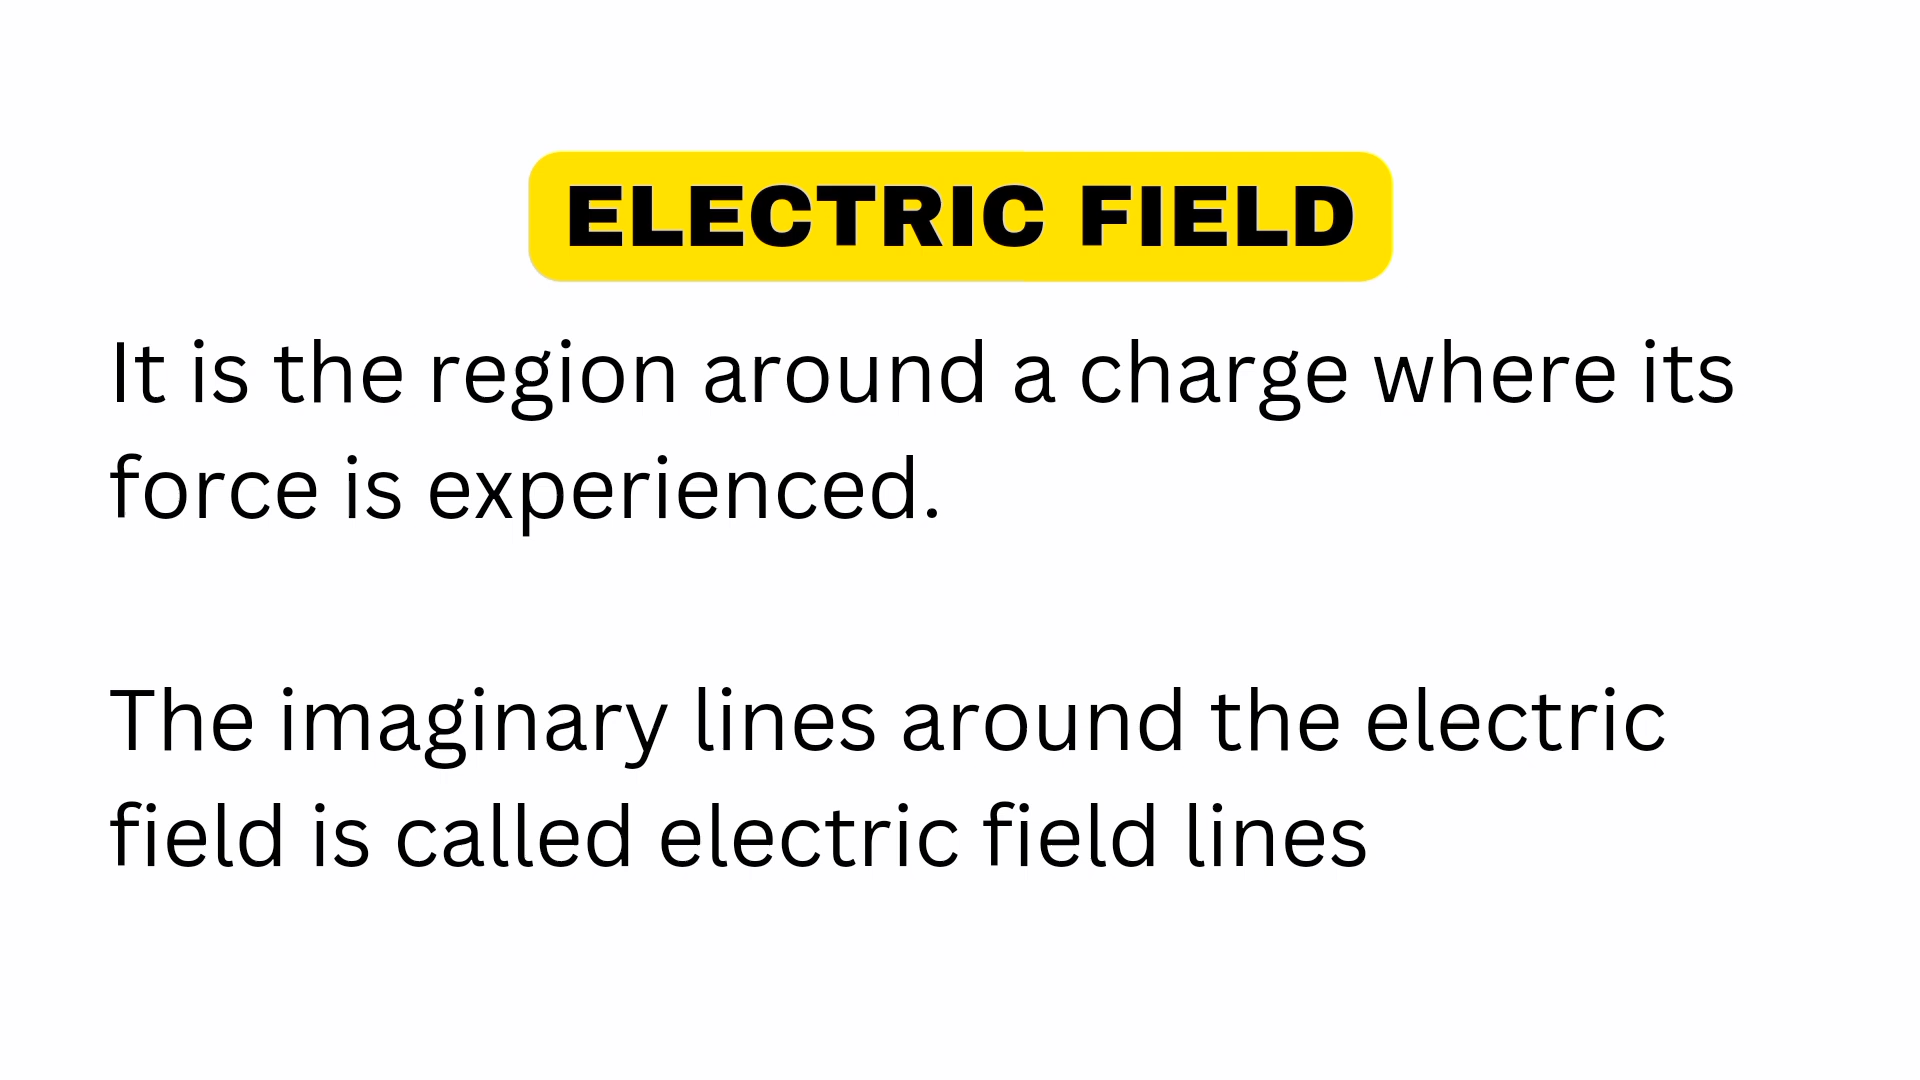 ELECTRIC FIELD
It is the region around a charge where its
force is experienced.
The imaginary lines around the electric
field is called electric field lines